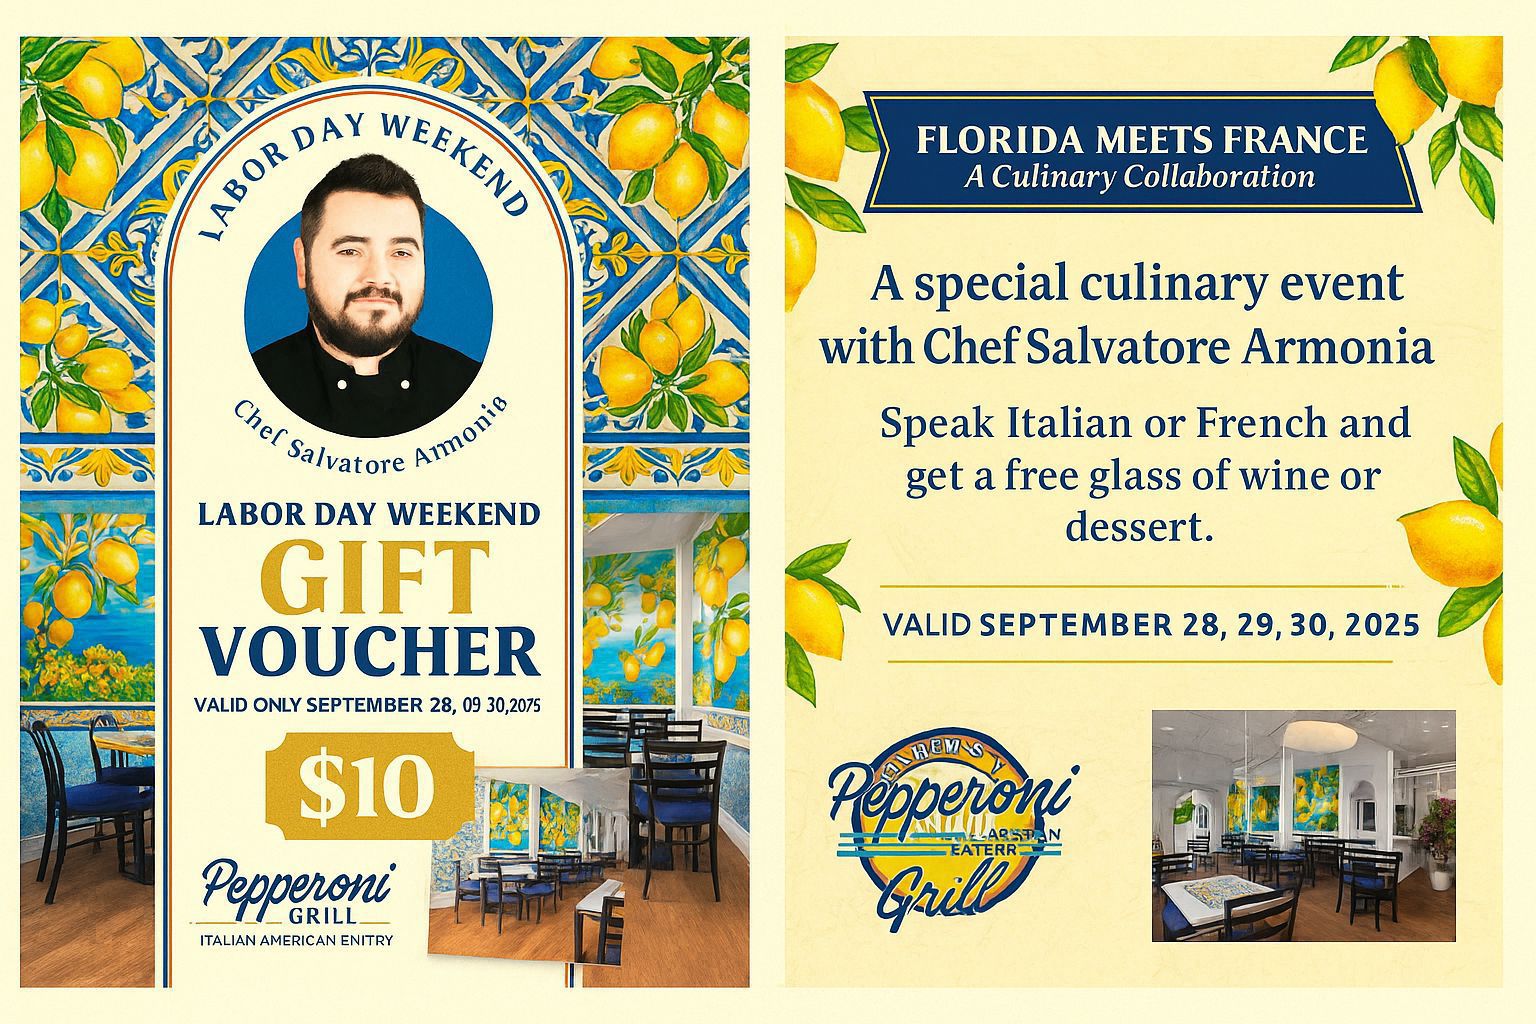 LABOR DAY WEEKEND
Chef Salvatore Armonia
LABOR DAY WEEKEND
GIFT
VOUCHER
VALID ONLY SEPTEMBER 28, 09 30,2075
$10
Pepperoni
GRILL
ITALIAN AMERICAN ENITRY
FLORIDA MEETS FRANCE
A Culinary Collaboration
A special culinary event
with Chef Salvatore Armonia
Speak Italian or French and
get a free glass of wine or
dessert.
VALID SEPTEMBER 28, 29, 30, 2025
Pepperoni
EATERR
Grill